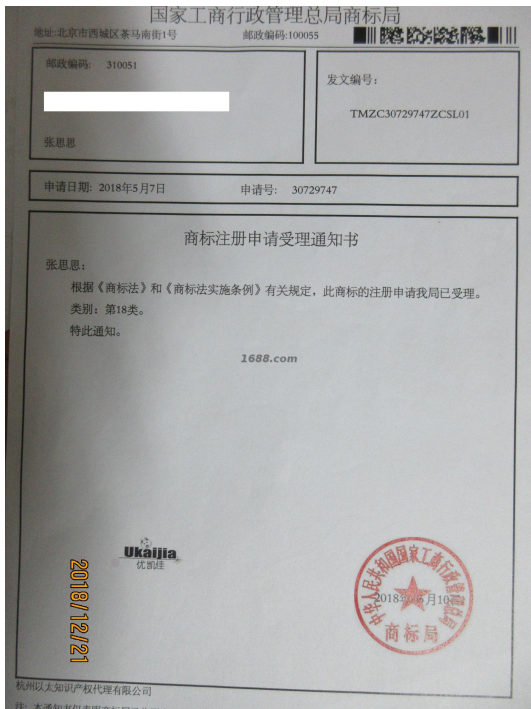 国家工商行政管理总局商标局
地址:北京市西城区茶马南街1号 邮政编码:100055
邮政编码: 310051
张思思
发文编号:
TMZC30729747ZCSL01
申请日期: 2018年5月7日 申请号: 30729747
商标注册申请受理通知书
张思思:
根据《商标法》和《商标法实施条例》有关规定，此商标的注册申请我局已受理。
类别: 第18类。
特此通知。
1688.com
Ukaijia
优凯佳
2018/12/21
中华人民共和国国家工商行政管理总局
商标局
2018年 月10
杭州以太知识产权代理有限公司